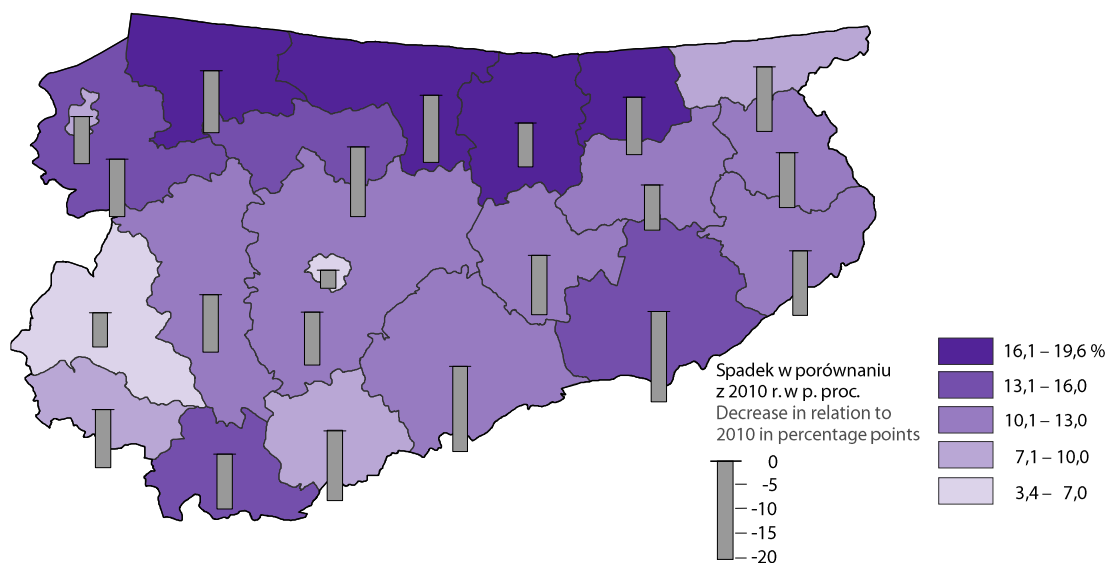 Spadek w porównaniu
z 2010 r. w p. proc.
Decrease in relation to
2010 in percentage points
0
-5
-10
-15
-20
16,1 – 19,6 %
13,1 – 16,0
10,1 – 13,0
7,1 – 10,0
3,4 – 7,0